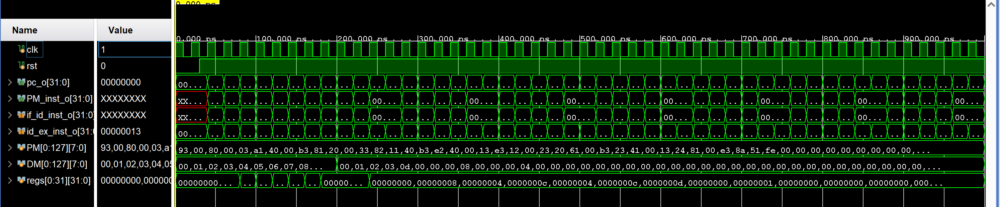 0.000 ns
Name Value
0.000 ns 100.000 ns 200.000 ns 300.000 ns 400.000 ns 500.000 ns 600.000 ns 700.000 ns 800.000 ns 900.000 ns
clk 1
rst 0
pc_o[31:0] 00000000 00... .. .. .. .. .. .. .. .. .. .. .. .. .. .. .. .. .. .. .. .. .. .. .. .. .. .. .. .. .. .. .. .. .. .. .. .. .. .. .. .. .. .. .. .. .. .. .. ..
PM_inst_o[31:0] XXXXXXXX XX... .. .. .. .. .. .. .. .. .. .. 00... .. .. .. .. 00... .. .. .. .. 00... .. .. .. .. 00... .. .. .. .. 00... .. .. .. .. 00... .. .. .. .. 00...
if_id_inst_o[31:0] XXXXXXXX XX... .. .. .. .. .. .. .. .. .. .. 00... .. .. .. .. 00... .. .. .. .. 00... .. .. .. .. 00... .. .. .. .. 00... .. .. .. .. 00... .. .. .. .. 00...
id_ex_inst_o[31:( 00000013 00... .. .. .. .. .. .. .. .. .. .. .. .. .. .. .. .. .. .. .. .. .. .. .. .. .. .. .. .. .. .. .. .. .. .. .. .. .. .. .. .. .. .. .. .. .. .. .. ..
PM[0:127][7:0] 93,00,80,00,03,a1 93,00,80,00,03,a1,40,00,b3,81,20,00,33,82,11,40,b3,e2,40,00,13,e3,12,00,23,20,61,00,b3,23,41,00,13,24,81,00,e3,8a,51,fe,00,00,00,00,00,00,00,00,00,...
DM[0:127][7:0] 00,01,02,03,04,05 00,01,02,03,04,05,06,07,08... 00,01,02,03,0d,00,00,00,08,00,00,00,04,00,00,00,00,00,00,00,00,00,00,00,00,00,00,00,00,00,00,00,00,00,00,00,...
regs[0:31][31:0] 00000000,000000 00000000... .. .. .. .. .. 00000... 00000000,00000008,00000004,0000000c,00000004,0000000c,0000000d,00000000,00000001,00000000,00000000,00000000,000...